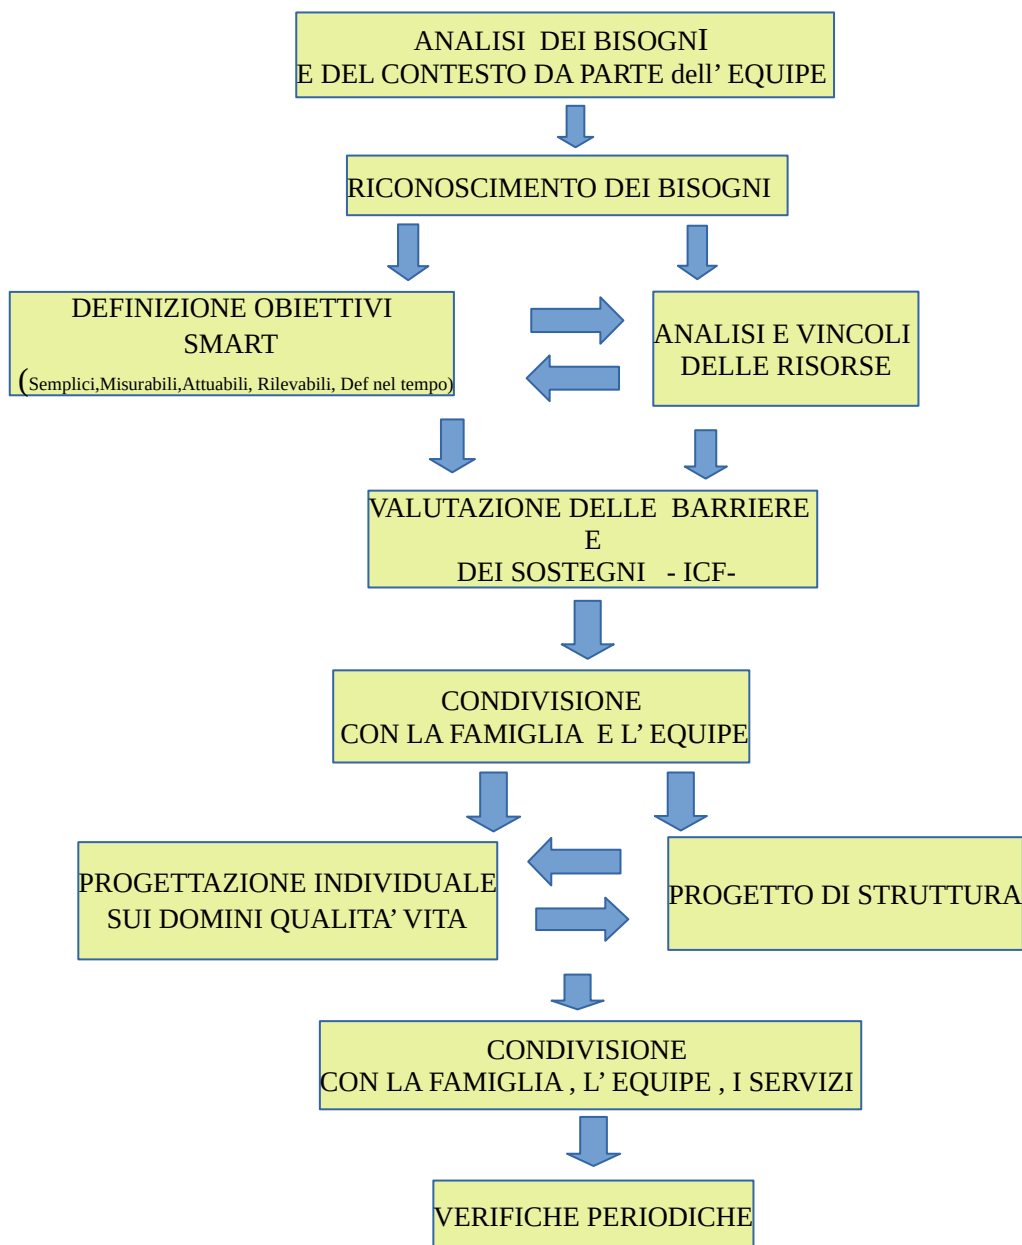 ANALISI DEI BISOGNI
E DEL CONTESTO DA PARTE dell’ EQUIPE
RICONOSCIMENTO DEI BISOGNI
DEFINIZIONE OBIETTIVI
SMART
(Semplici,Misurabili,Attuabili, Rilevabili, Def nel tempo)
ANALISI E VINCOLI
DELLE RISORSE
VALUTAZIONE DELLE BARRIERE
E
DEI SOSTEGNI - ICF-
CONDIVISIONE
CON LA FAMIGLIA E L’ EQUIPE
PROGETTAZIONE INDIVIDUALE
SUI DOMINI QUALITA’ VITA
PROGETTO DI STRUTTURA
CONDIVISIONE
CON LA FAMIGLIA , L’ EQUIPE , I SERVIZI
VERIFICHE PERIODICHE